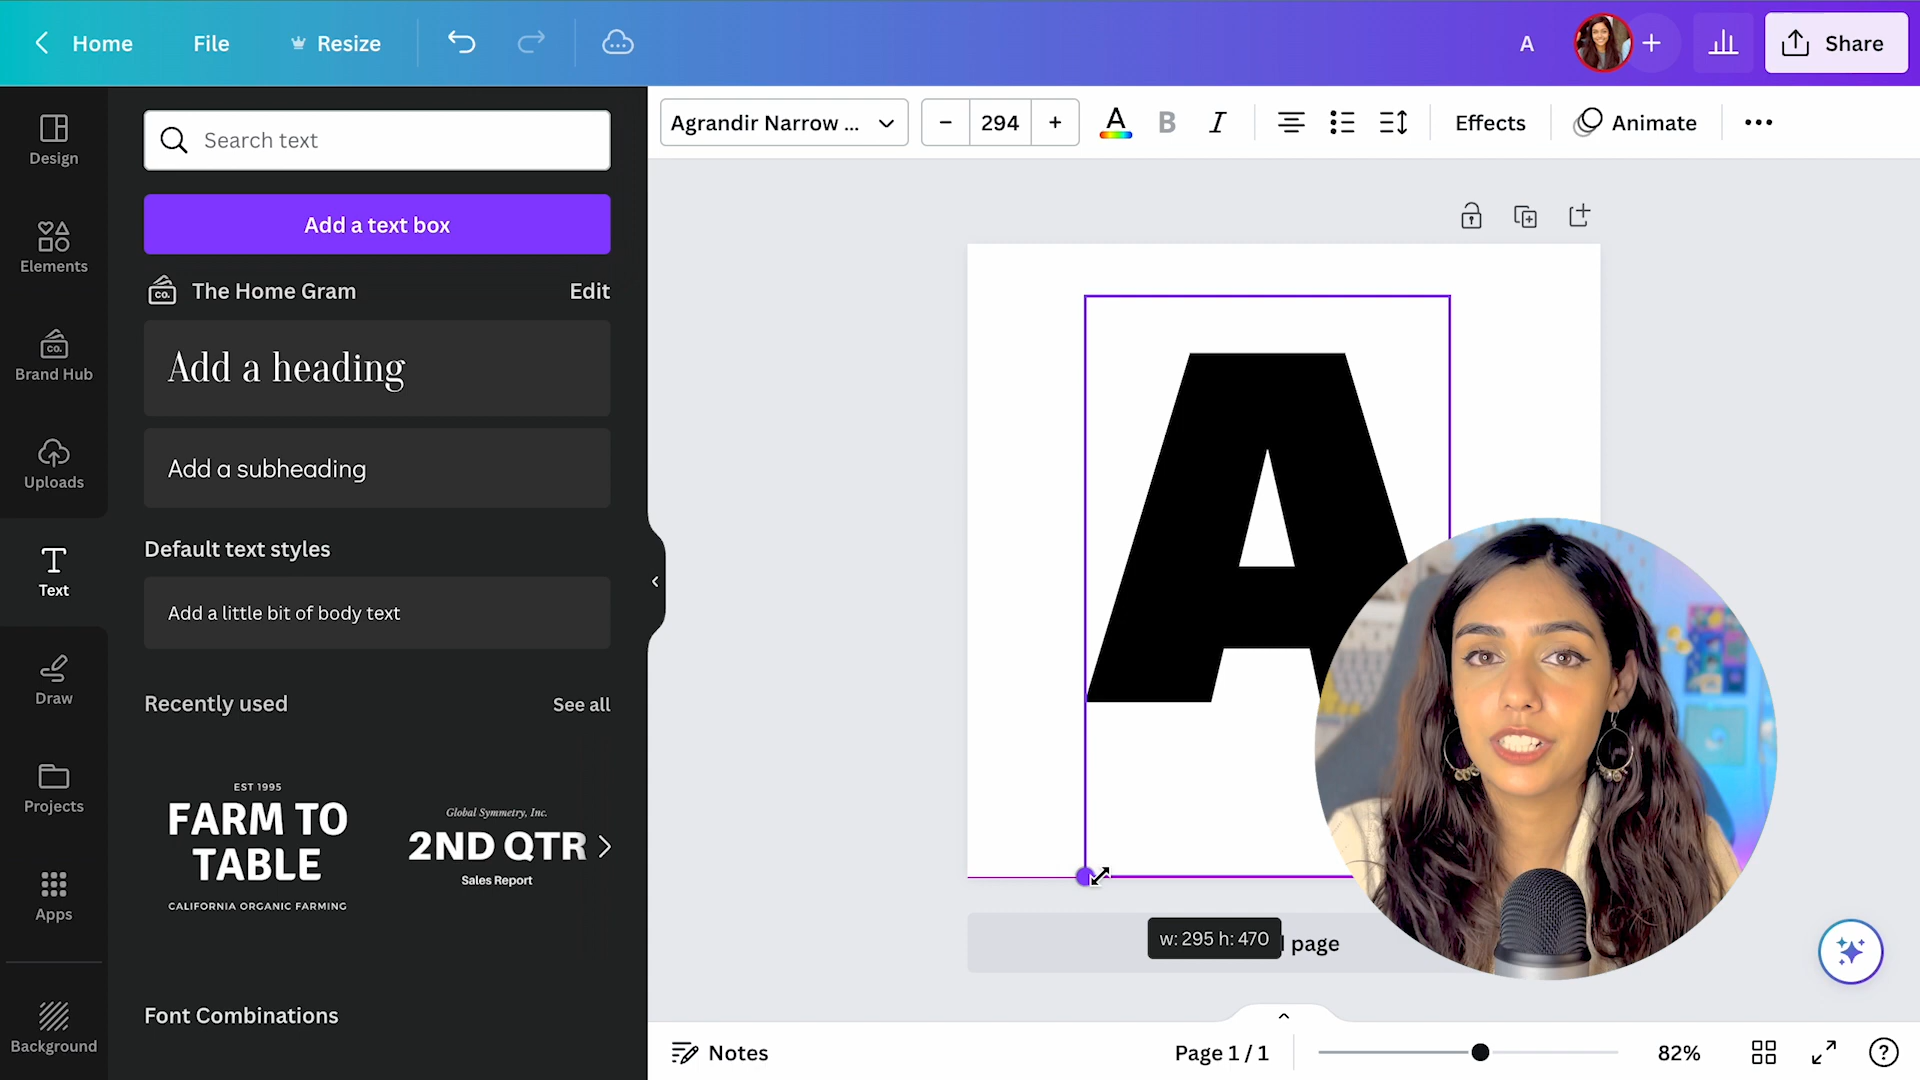 Home File Resize A Share
Design
Elements
Brand Hub
CO.
Uploads
Text
Draw
Projects
Apps
Background
Search text
Add a text box
CO. The Home Gram Edit
Add a heading
Add a subheading
Default text styles
Add a little bit of body text
Recently used See all
EST 1995
FARM TO
TABLE
CALIFORNIA ORGANIC FARMING
Global Symmetry, Inc.
2ND QTR
Sales Report
Font Combinations
Agrandir Narrow ... − 294 + A B I Effects Animate
A
w: 295 h: 470 page
Notes Page 1 / 1 82% ?